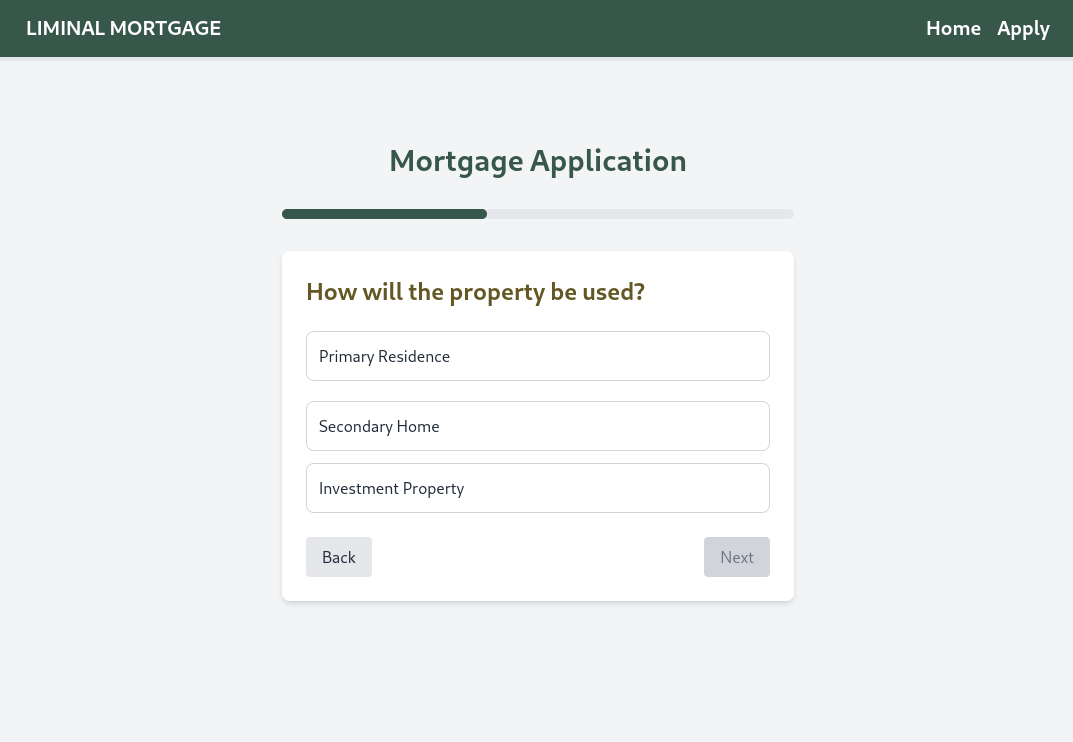 LIMINAL MORTGAGE
Home Apply
Mortgage Application
How will the property be used?
Primary Residence
Secondary Home
Investment Property
Back Next